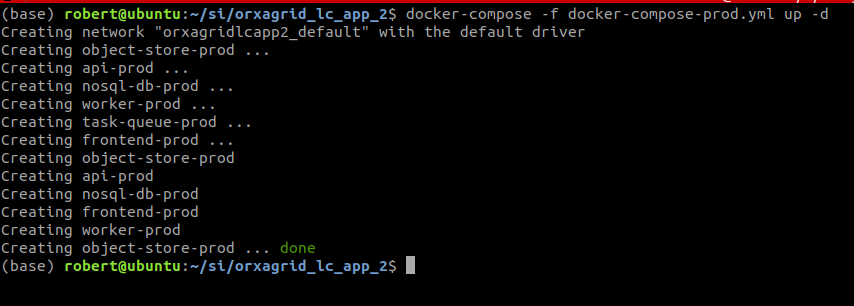 (base) robert@ubuntu:~/si/orxagrid_lc_app_2$ docker-compose -f docker-compose-prod.yml up -d
Creating network "orxagridlcapp2_default" with the default driver
Creating object-store-prod ...
Creating api-prod ...
Creating nosql-db-prod ...
Creating worker-prod ...
Creating task-queue-prod ...
Creating frontend-prod ...
Creating object-store-prod
Creating api-prod
Creating nosql-db-prod
Creating frontend-prod
Creating worker-prod
Creating object-store-prod ... done
(base) robert@ubuntu:~/si/orxagrid_lc_app_2$